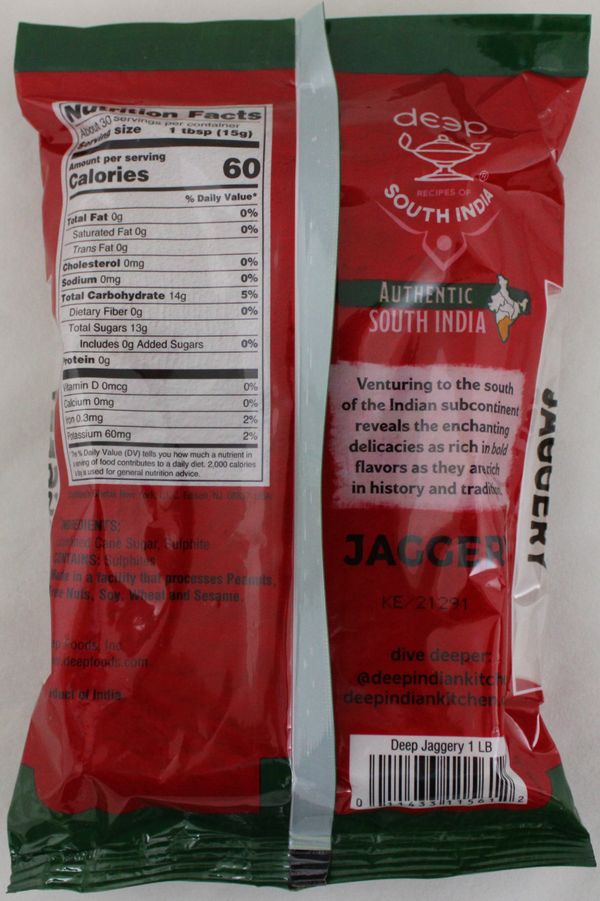 Nutrition Facts
About 30 servings per container
Serving size 1 tbsp (15g)
Amount per serving
Calories 60
% Daily Value*
Total Fat 0g 0%
Saturated Fat 0g 0%
Trans Fat 0g
Cholesterol 0mg 0%
Sodium 0mg 0%
Total Carbohydrate 14g 5%
Dietary Fiber 0g 0%
Total Sugars 13g
Includes 0g Added Sugars 0%
Protein 0g
Vitamin D 0mcg 0%
Calcium 0mg 0%
Iron 0.3mg 2%
Potassium 60mg 2%
The % Daily Value (DV) tells you how much a nutrient in
serving of food contributes to a daily diet. 2,000 calories
is used for general nutrition advice.
INGREDIENTS:
Cane Sugar, Sulphite
CONTAINS: Sulphites
Made in a facility that processes Peanuts,
Tree Nuts, Soy, Wheat and Sesame.
Foods, Inc
.deepfoods.com
Product of India
deep
RECIPES OF
SOUTH INDIA
®
AUTHENTIC
SOUTH INDIA
Venturing to the south
of the Indian subcontinent
reveals the enchanting
delicacies as rich in bold
flavors as they are rich
in history and tradition.
JAGGER
KE/21291
dive deeper:
@deepindiankitch
deepindiankitchen.
Deep Jaggery 1 LB
JAGGERY